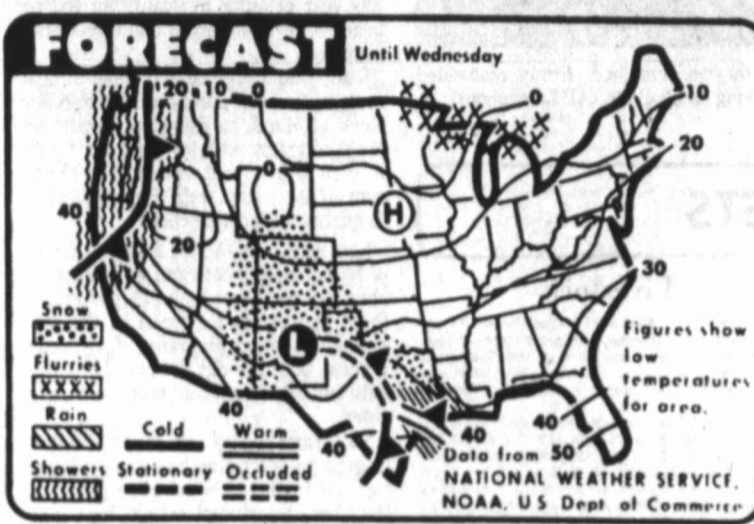 FORECAST
Until Wednesday
20 10 0
0
10
20
0
H
40
20
30
L
Snow
Flurries
Rain
Showers
Cold
Warm
Stationary
Occluded
40
40
40
40
50
Figures show
low
temperatures
for area.
Data from
NATIONAL WEATHER SERVICE,
NOAA, U.S. Dept. of Commerce